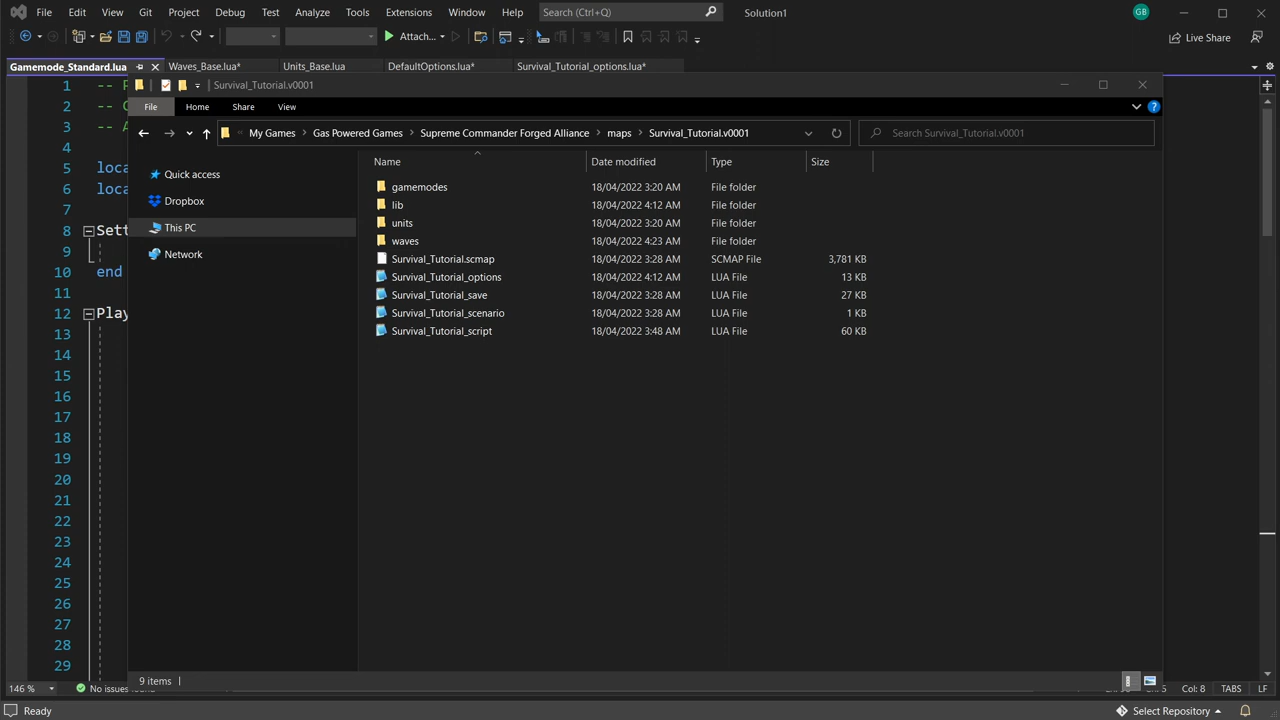 File Edit View Git Project Debug Test Analyze Tools Extensions Window Help Search (Ctrl+Q) Solution1 GB
Attach... Live Share
Gamemode_Standard.lua Waves_Base.lua* Units_Base.lua DefaultOptions.lua* Survival_Tutorial_options.lua*
Survival_Tutorial.v0001
File Home Share View
My Games Gas Powered Games Supreme Commander Forged Alliance maps Survival_Tutorial.v0001 Search Survival_Tutorial.v0001
Name Date modified Type Size
Quick access
Dropbox
This PC
Network
gamemodes 18/04/2022 3:20 AM File folder
lib 18/04/2022 4:12 AM File folder
units 18/04/2022 3:20 AM File folder
waves 18/04/2022 4:23 AM File folder
Survival_Tutorial.scmap 18/04/2022 3:28 AM SCMAP File 3,781 KB
Survival_Tutorial_options 18/04/2022 4:12 AM LUA File 13 KB
Survival_Tutorial_save 18/04/2022 3:28 AM LUA File 27 KB
Survival_Tutorial_scenario 18/04/2022 3:28 AM LUA File 1 KB
Survival_Tutorial_script 18/04/2022 3:48 AM LUA File 60 KB
9 items
1 --
2 --
3 --
4
5 loca
6 loca
7
8 Sett
9
10 end
11
12 Play
13
14
15
16
17
18
19
20
21
22
23
24
25
26
27
28
29
146 % No issues Col: 8 TABS LF
Ready Select Repository